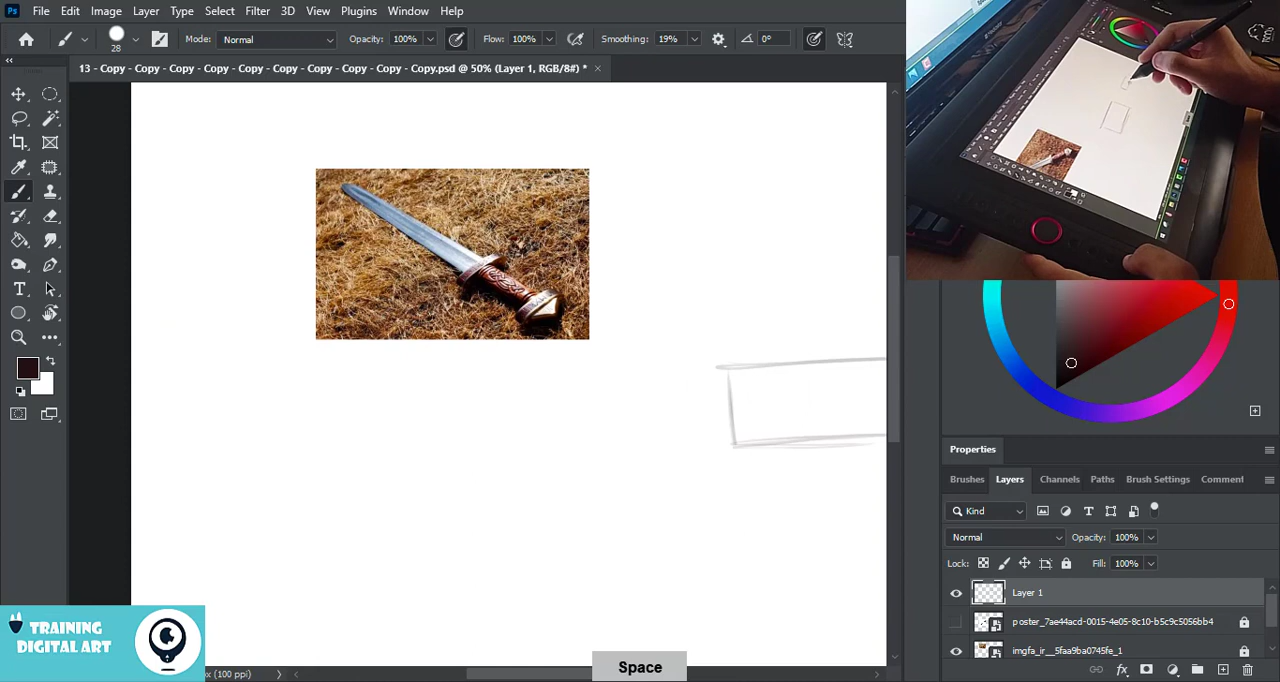 Ps File Edit Image Layer Type Select Filter 3D View Plugins Window Help
28 Mode: Normal Opacity: 100% Flow: 100% Smoothing: 19% 0°
13 - Copy - Copy - Copy - Copy - Copy - Copy - Copy - Copy - Copy - Copy.psd @ 50% (Layer 1, RGB/8#) * ×
Properties
Brushes Layers Channels Paths Brush Settings Comment
Kind
Normal Opacity: 100%
Lock: Fill: 100%
Layer 1
poster_7ae44acd-0015-4e05-8c10-b5c9c5056bb4
imgfa_ir__5faa9ba0745fe_1
TRAINING
DIGITAL ART
(100 ppi)
Space